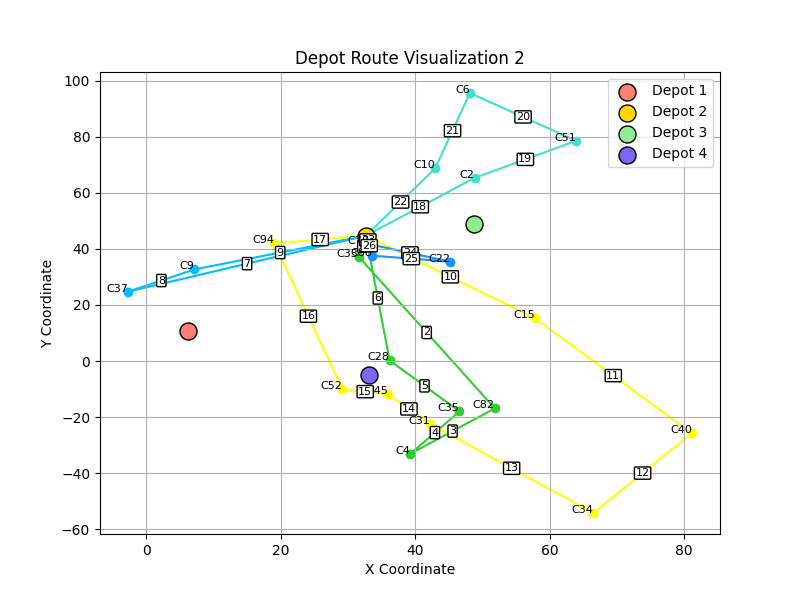 Depot Route Visualization 2
Depot 1
Depot 2
Depot 3
Depot 4
Y Coordinate
X Coordinate
100
80
60
40
20
0
−20
−40
−60
0
20
40
60
80
C6
20
21
C51
19
C10
C2
22
18
C94
17
9
7
C9
8
C37
26
25
C22
10
6
16
C15
2
11
C28
5
C52
15
14
C35
C82
C31
4
3
C4
C40
12
13
C34